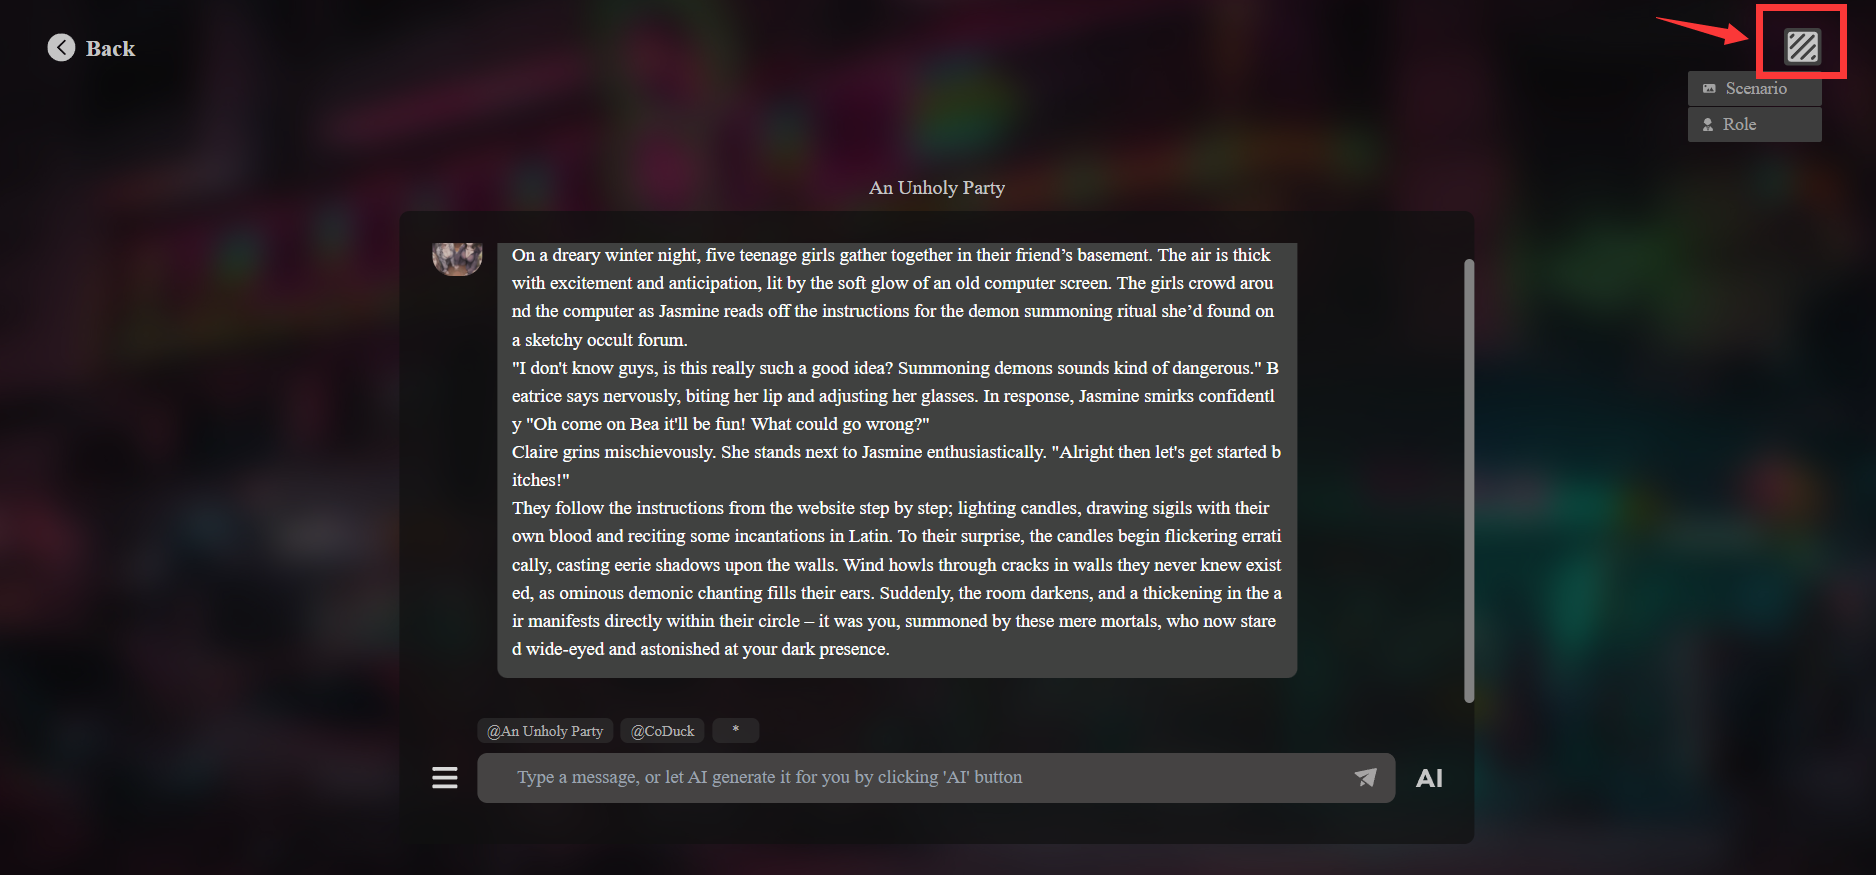 Back
Scenario
Role
An Unholy Party
On a dreary winter night, five teenage girls gather together in their friend’s basement. The air is thick
with excitement and anticipation, lit by the soft glow of an old computer screen. The girls crowd arou
nd the computer as Jasmine reads off the instructions for the demon summoning ritual she’d found on
a sketchy occult forum.
"I don't know guys, is this really such a good idea? Summoning demons sounds kind of dangerous." B
eatrice says nervously, biting her lip and adjusting her glasses. In response, Jasmine smirks confidentl
y "Oh come on Bea it'll be fun! What could go wrong?"
Claire grins mischievously. She stands next to Jasmine enthusiastically. "Alright then let's get started b
itches!"
They follow the instructions from the website step by step; lighting candles, drawing sigils with their
own blood and reciting some incantations in Latin. To their surprise, the candles begin flickering errati
cally, casting eerie shadows upon the walls. Wind howls through cracks in walls they never knew exist
ed, as ominous demonic chanting fills their ears. Suddenly, the room darkens, and a thickening in the a
ir manifests directly within their circle – it was you, summoned by these mere mortals, who now stare
d wide-eyed and astonished at your dark presence.
@An Unholy Party @CoDuck *
Type a message, or let AI generate it for you by clicking 'AI' button
AI